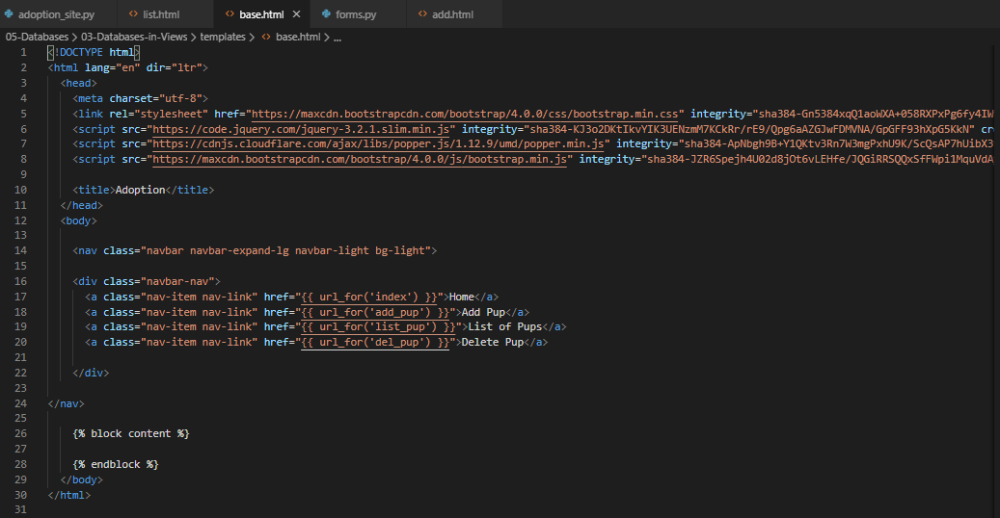 adoption_site.py list.html base.html × forms.py add.html
05-Databases > 03-Databases-in-Views > templates > base.html > ...
1 <!DOCTYPE html>
2 <html lang="en" dir="ltr">
3 <head>
4 <meta charset="utf-8">
5 <link rel="stylesheet" href="https://maxcdn.bootstrapcdn.com/bootstrap/4.0.0/css/bootstrap.min.css" integrity="sha384-Gn5384xqQ1aoWXA+058RXPxPg6fy4IW
6 <script src="https://code.jquery.com/jquery-3.2.1.slim.min.js" integrity="sha384-KJ3o2DKtIkvYIK3UENzmM7KCkRr/rE9/Qpg6aAZGJwFDMVNA/GpGFF93hXpG5KkN" cr
7 <script src="https://cdnjs.cloudflare.com/ajax/libs/popper.js/1.12.9/umd/popper.min.js" integrity="sha384-ApNbgh9B+Y1QKtv3Rn7W3mgPxhU9K/ScQsAP7hUibX3
8 <script src="https://maxcdn.bootstrapcdn.com/bootstrap/4.0.0/js/bootstrap.min.js" integrity="sha384-JZR6Spejh4U02d8jOt6vLEHfe/JQGiRRSQQxSfFWpi1MquVdA
9
10 <title>Adoption</title>
11 </head>
12 <body>
13
14 <nav class="navbar navbar-expand-lg navbar-light bg-light">
15
16 <div class="navbar-nav">
17 <a class="nav-item nav-link" href="{{ url_for('index') }}">Home</a>
18 <a class="nav-item nav-link" href="{{ url_for('add_pup') }}">Add Pup</a>
19 <a class="nav-item nav-link" href="{{ url_for('list_pup') }}">List of Pups</a>
20 <a class="nav-item nav-link" href="{{ url_for('del_pup') }}">Delete Pup</a>
21
22 </div>
23
24 </nav>
25
26 {% block content %}
27
28 {% endblock %}
29 </body>
30 </html>
31